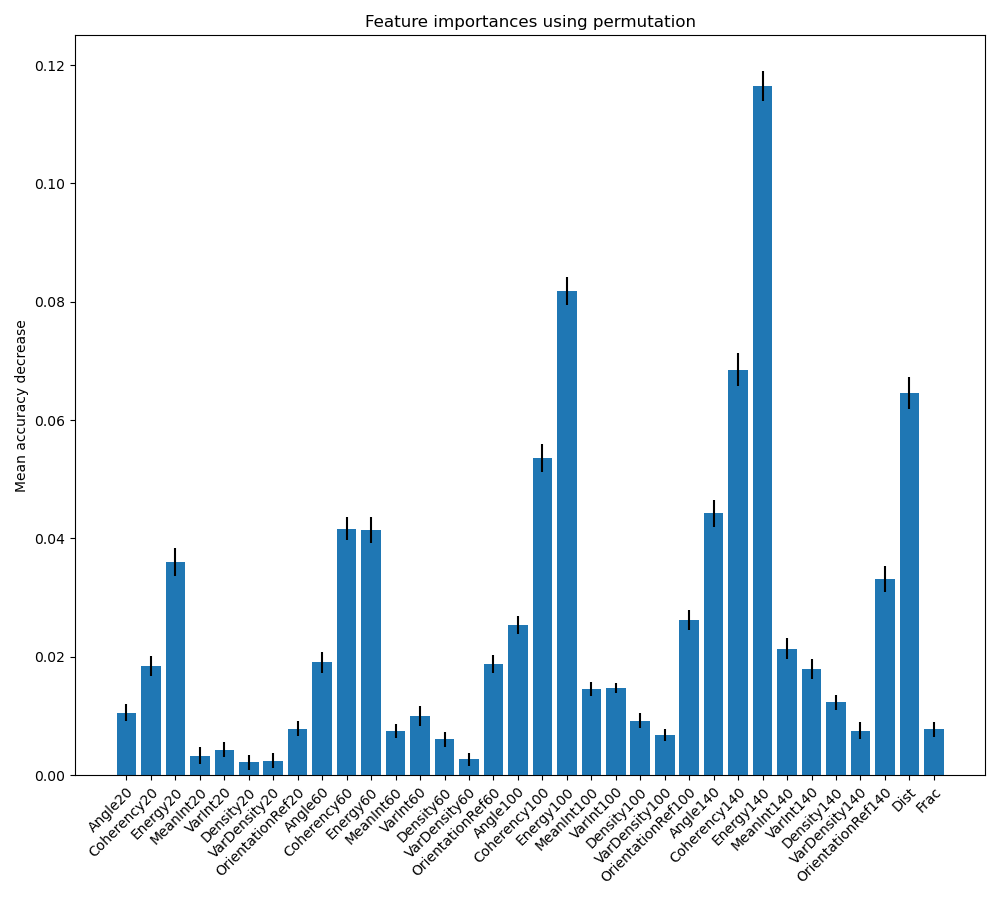 Feature importances using permutation
Mean accuracy decrease
0.12
0.10
0.08
0.06
0.04
0.02
0.00
Angle20
Coherency20
Energy20
MeanInt20
VarInt20
Density20
VarDensity20
OrientationRef20
Angle60
Coherency60
Energy60
MeanInt60
VarInt60
Density60
VarDensity60
OrientationRef60
Angle100
Coherency100
Energy100
MeanInt100
VarInt100
Density100
VarDensity100
OrientationRef100
Angle140
Coherency140
Energy140
MeanInt140
VarInt140
Density140
VarDensity140
OrientationRef140
Dist
Frac